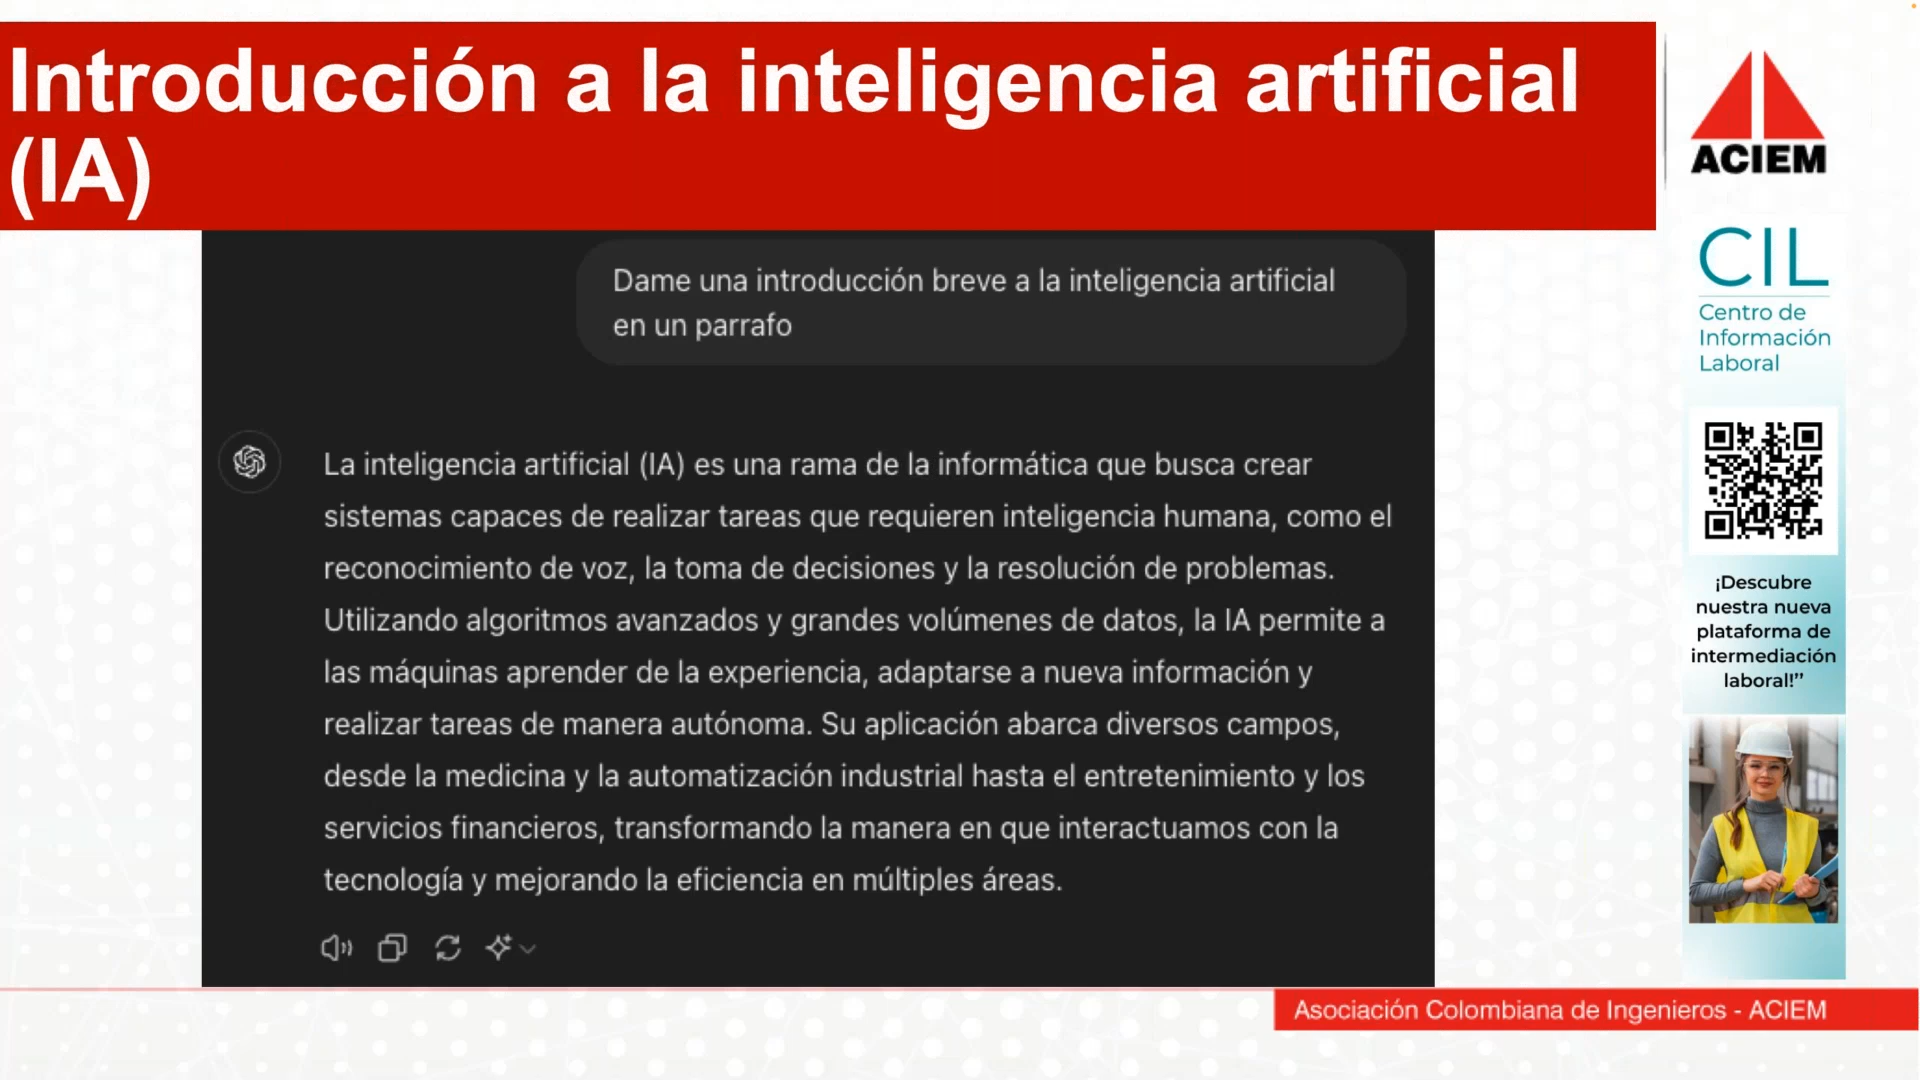 Introducción a la inteligencia artificial
(IA)
ACIEM
CIL
Centro de
Información
Laboral
Dame una introducción breve a la inteligencia artificial
en un parrafo
La inteligencia artificial (IA) es una rama de la informática que busca crear
sistemas capaces de realizar tareas que requieren inteligencia humana, como el
reconocimiento de voz, la toma de decisiones y la resolución de problemas.
Utilizando algoritmos avanzados y grandes volúmenes de datos, la IA permite a
las máquinas aprender de la experiencia, adaptarse a nueva información y
realizar tareas de manera autónoma. Su aplicación abarca diversos campos,
desde la medicina y la automatización industrial hasta el entretenimiento y los
servicios financieros, transformando la manera en que interactuamos con la
tecnología y mejorando la eficiencia en múltiples áreas.
¡Descubre
nuestra nueva
plataforma de
intermediación
laboral!’’
Asociación Colombiana de Ingenieros - ACIEM